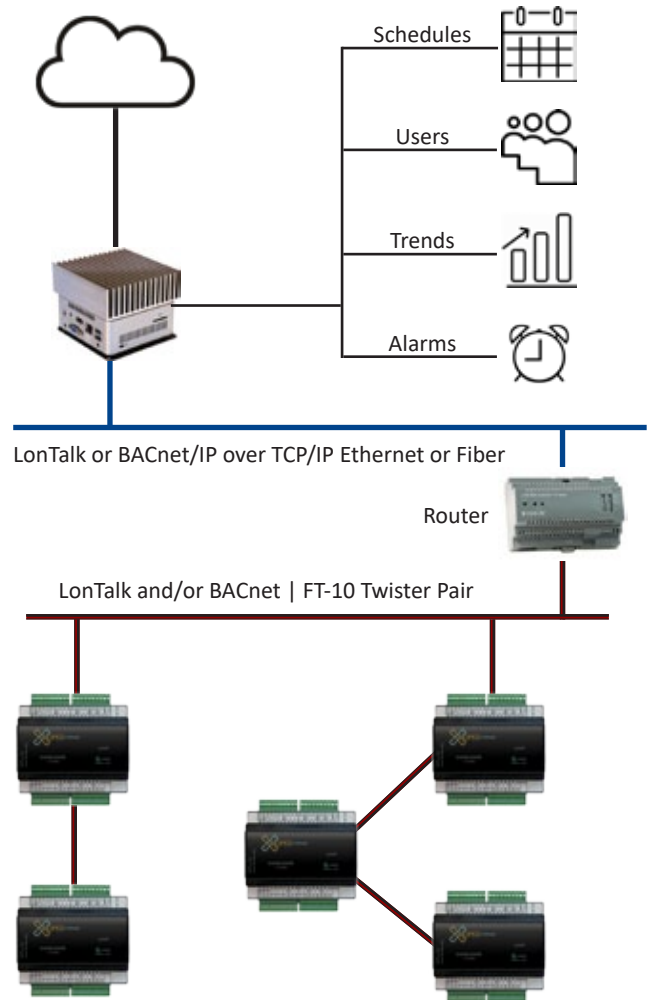 Schedules
Users
Trends
Alarms
LonTalk or BACnet/IP over TCP/IP Ethernet or Fiber
Router
LonTalk and/or BACnet | FT-10 Twister Pair